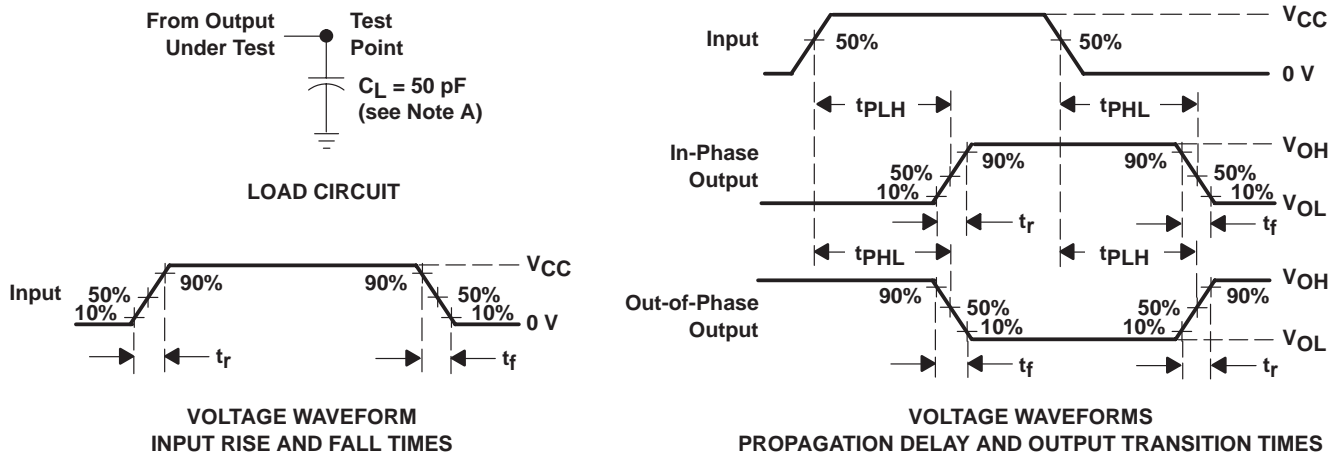 From Output
Under Test
Test
Point
CL = 50 pF
(see Note A)
LOAD CIRCUIT
Input
50%
10%
90%
90%
50%
10%
VCC
0 V
tr
tf
VOLTAGE WAVEFORM
INPUT RISE AND FALL TIMES
Input
50%
50%
VCC
0 V
tPLH
tPHL
In-Phase
Output
50%
10%
90%
90%
50%
10%
VOH
VOL
tr
tf
tPHL
tPLH
Out-of-Phase
Output
90%
50%
10%
50%
10%
90%
VOH
VOL
tf
tr
VOLTAGE WAVEFORMS
PROPAGATION DELAY AND OUTPUT TRANSITION TIMES